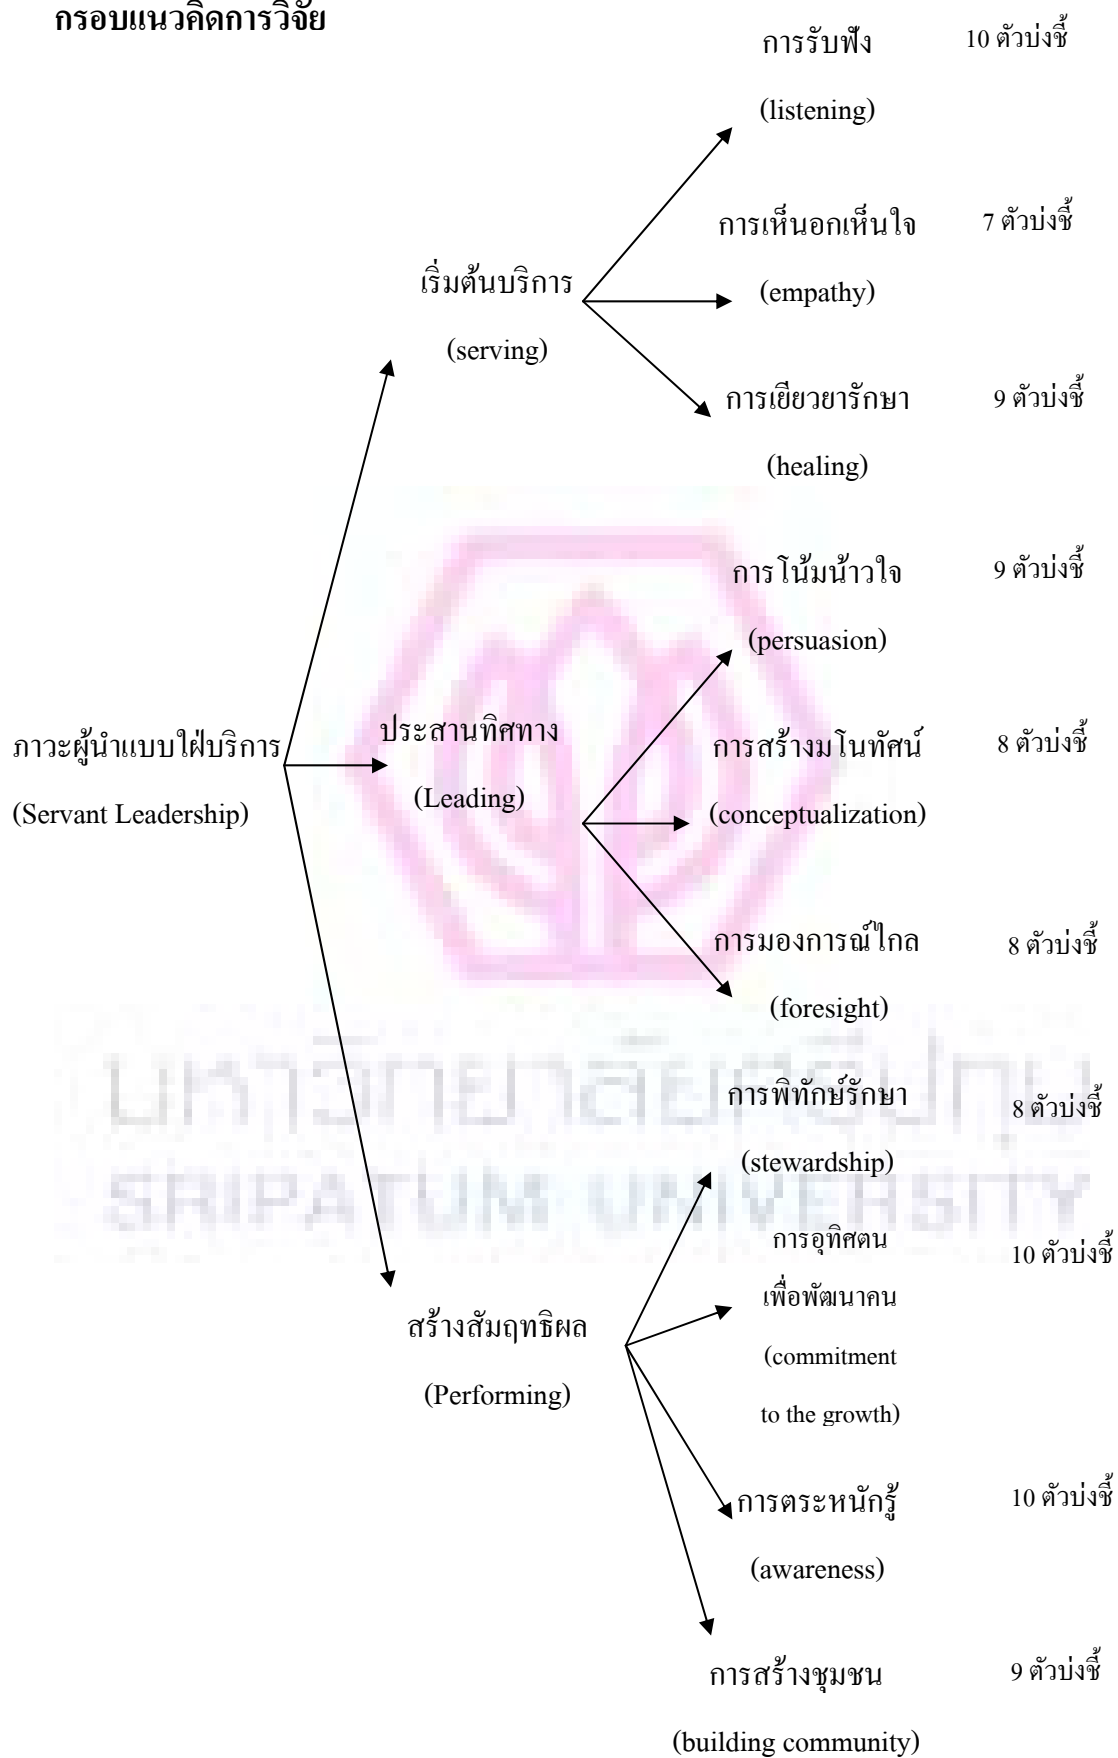 กรอบแนวคิดการวิจัย
การรับฟัง 10 ตัวบ่งชี้
(listening)
การเห็นอกเห็นใจ 7 ตัวบ่งชี้
เริ่มต้นบริการ
(empathy)
(serving)
การเยียวยารักษา 9 ตัวบ่งชี้
(healing)
การโน้มน้าวใจ 9 ตัวบ่งชี้
(persuasion)
ประสานทิศทาง
ภาวะผู้นำแบบใฝ่บริการ
การสร้างมโนทัศน์ 8 ตัวบ่งชี้
(Leading)
(Servant Leadership)
(conceptualization)
การมองการณ์ไกล 8 ตัวบ่งชี้
(foresight)
มหาวิทยาลัยศรีปทุม
การพิทักษ์รักษา 8 ตัวบ่งชี้
(stewardship)
SRIPATUM UNIVERSITY
การอุทิศตน 10 ตัวบ่งชี้
เพื่อพัฒนาคน
สร้างสัมฤทธิผล
(commitment
(Performing)
to the growth)
การตระหนักรู้ 10 ตัวบ่งชี้
(awareness)
การสร้างชุมชน 9 ตัวบ่งชี้
(building community)